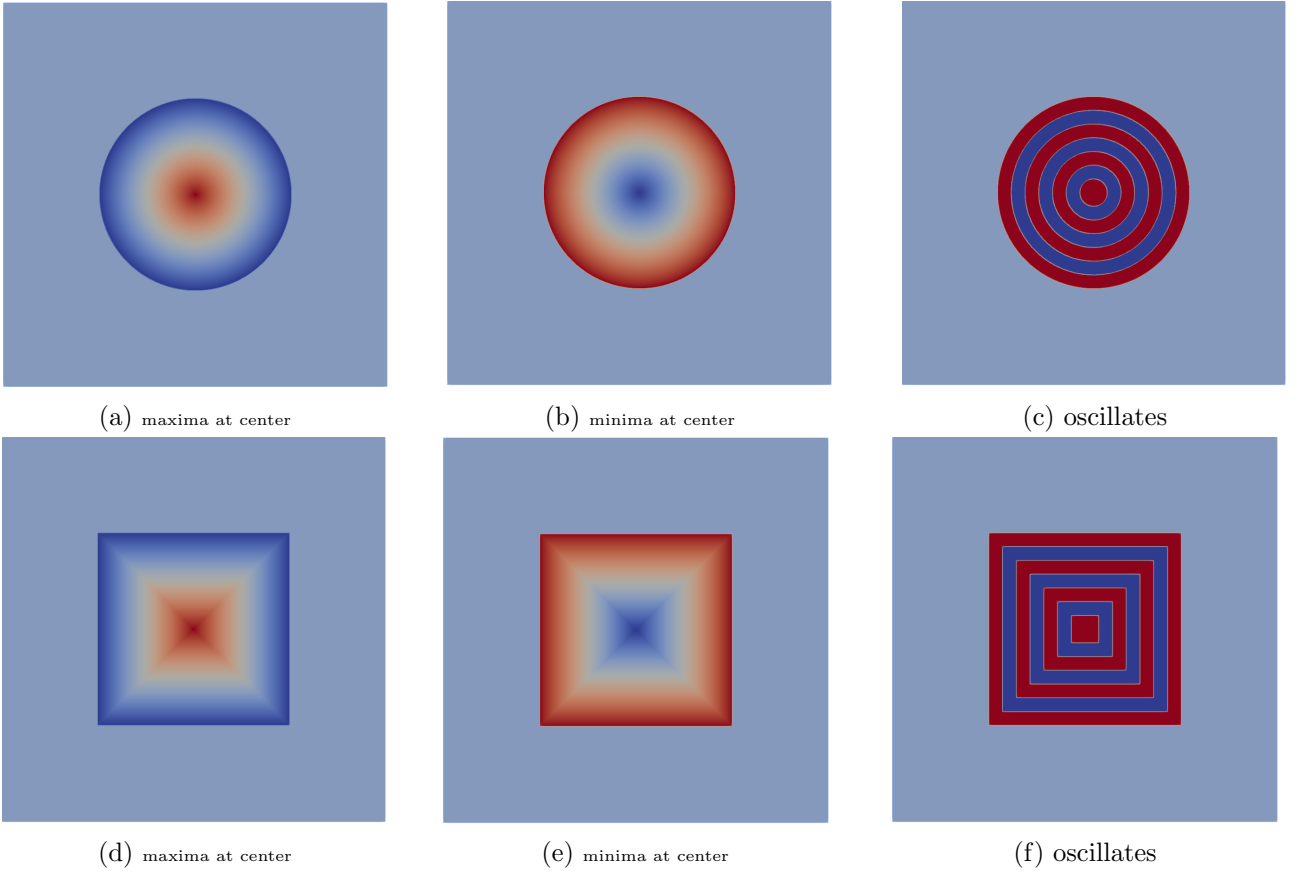 (a) maxima at center
(b) minima at center
(c) oscillates
(d) maxima at center
(e) minima at center
(f) oscillates